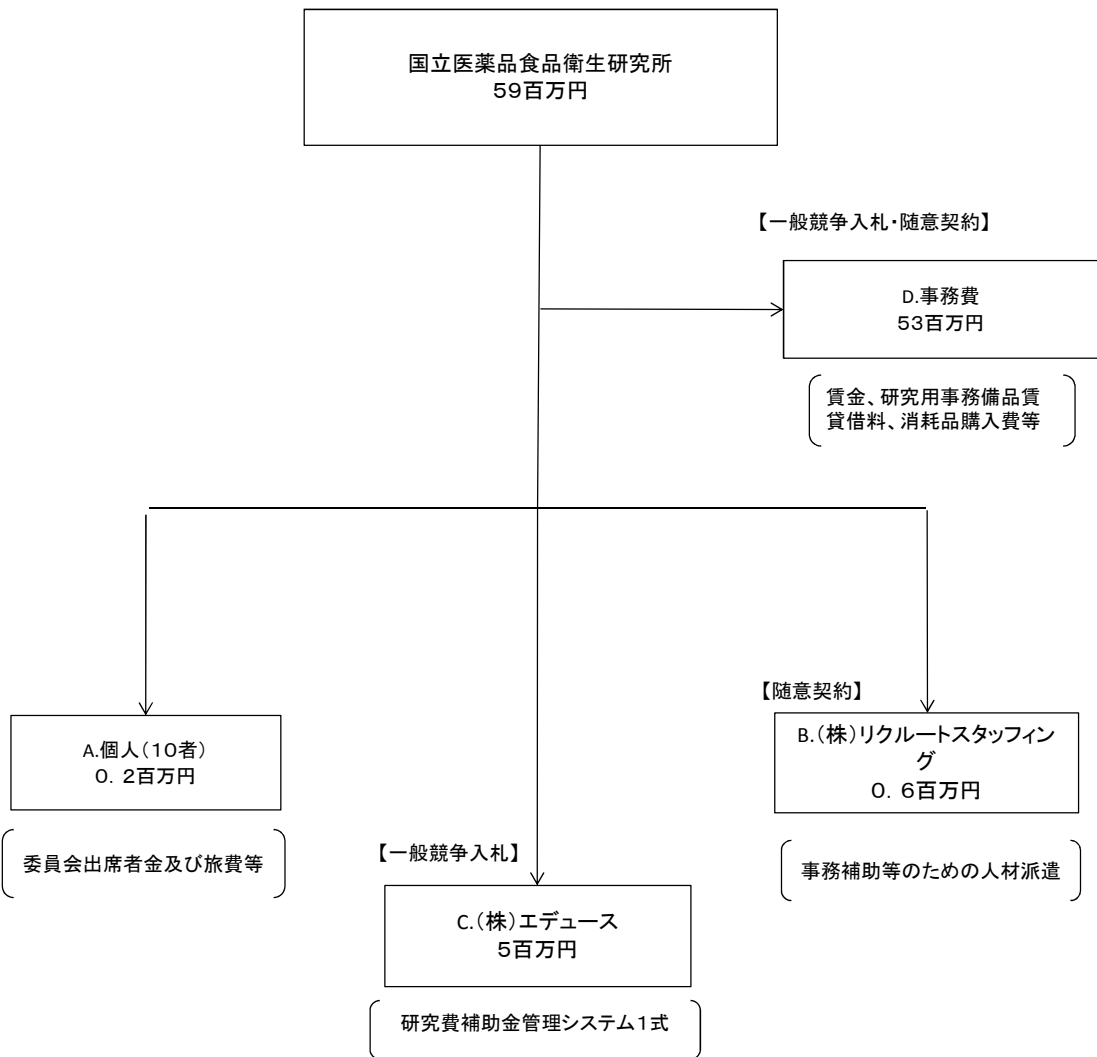 国立医薬品食品衛生研究所
５９百万円
【一般競争入札・随意契約】
D.事務費
５３百万円
賃金、研究用事務備品賃
貸借料、消耗品購入費等
【随意契約】
A.個人（１０者）
０．２百万円
B.（株）リクルートスタッフィン
グ
０．６百万円
委員会出席者金及び旅費等
【一般競争入札】
事務補助等のための人材派遣
C.（株）エデュース
５百万円
研究費補助金管理システム１式